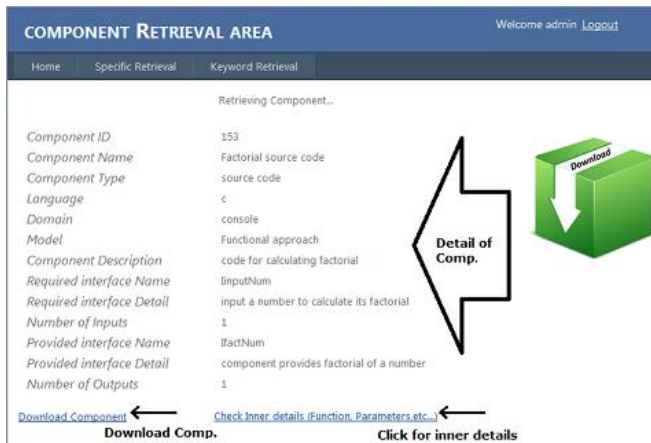 COMPONENT RETRIEVAL AREA
Welcome admin Logout
Home Specific Retrieval Keyword Retrieval
Retrieving Component...
Component ID 153
Component Name Factorial source code
Component Type source code
Language c
Domain console
Model Functional approach
Component Description code for calculating factorial
Required interface Name IinputNum
Required interface Detail input a number to calculate its factorial
Number of Inputs 1
Provided interface Name IfactNum
Provided interface Detail component provides factorial of a number
Number of Outputs 1
Detail of
Comp.
Download
Download Component Check Inner details (Function, Parameters,etc...)
Download Comp. Click for inner details